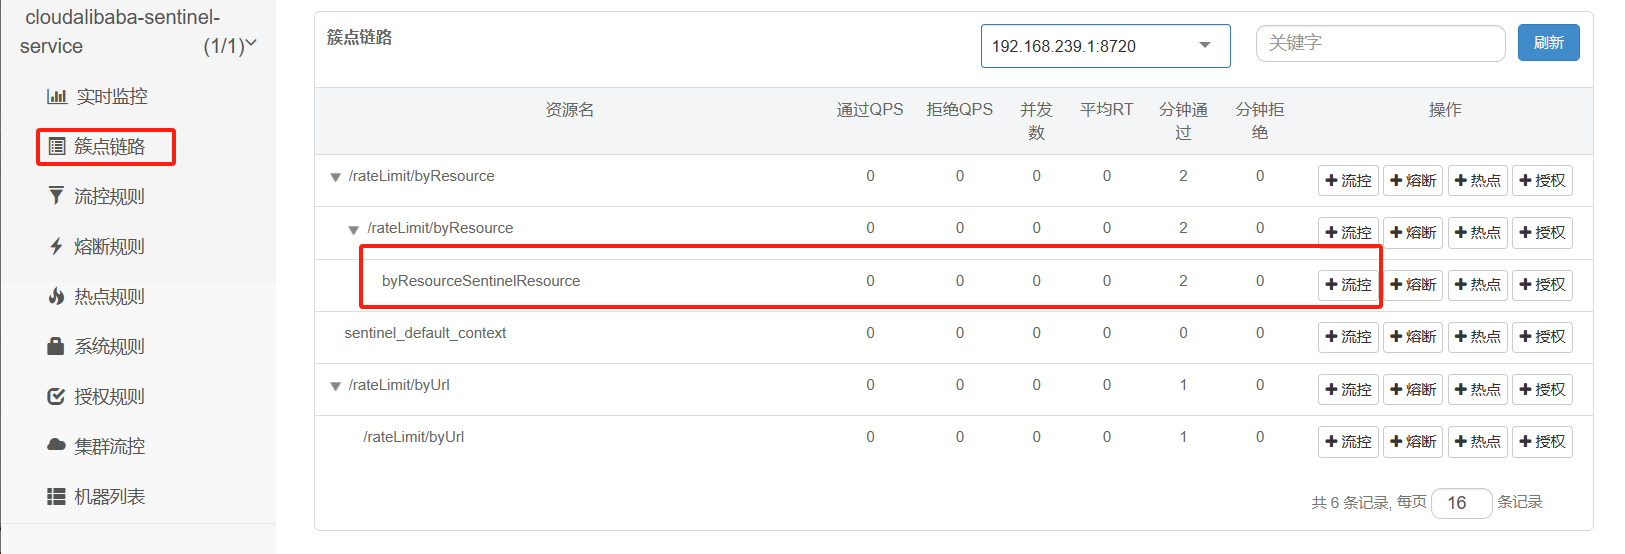 cloudalibaba-sentinel-
service (1/1)
实时监控
簇点链路
流控规则
熔断规则
热点规则
系统规则
授权规则
集群流控
机器列表
簇点链路 192.168.239.1:8720 关键字 刷新
资源名 通过QPS 拒绝QPS 并发数 平均RT 分钟通过 分钟拒绝 操作
/rateLimit/byResource 0 0 0 0 2 0 流控 熔断 热点 授权
/rateLimit/byResource 0 0 0 0 2 0 流控 熔断 热点 授权
byResourceSentinelResource 0 0 0 0 2 0 流控 熔断 热点 授权
sentinel_default_context 0 0 0 0 0 0 流控 熔断 热点 授权
/rateLimit/byUrl 0 0 0 0 1 0 流控 熔断 热点 授权
/rateLimit/byUrl 0 0 0 0 1 0 流控 熔断 热点 授权
共 6 条记录, 每页 16 条记录